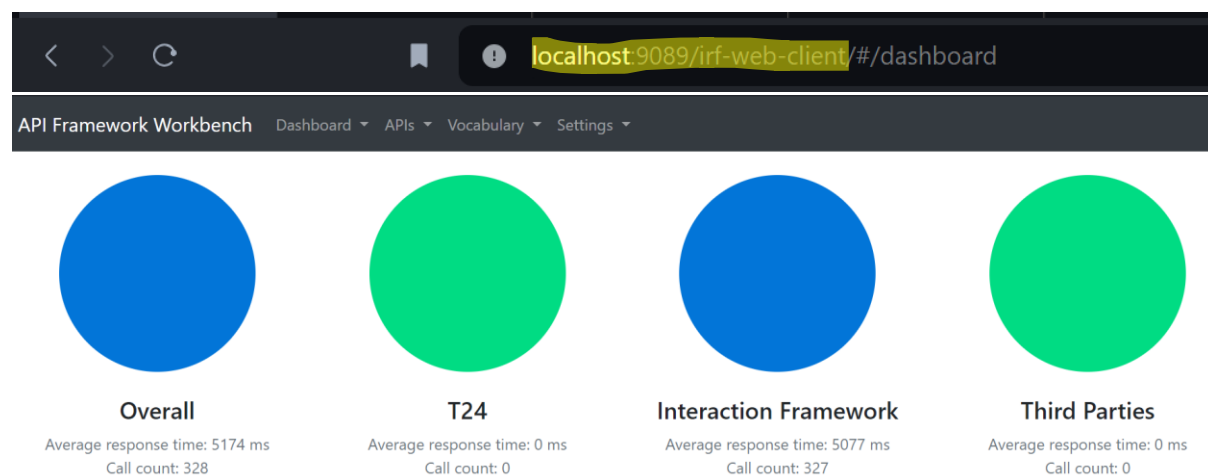 localhost:9089/irf-web-client/#/dashboard
API Framework Workbench Dashboard APIs Vocabulary Settings
Overall T24 Interaction Framework Third Parties
Average response time: 5174 ms Average response time: 0 ms Average response time: 5077 ms Average response time: 0 ms
Call count: 328 Call count: 0 Call count: 327 Call count: 0